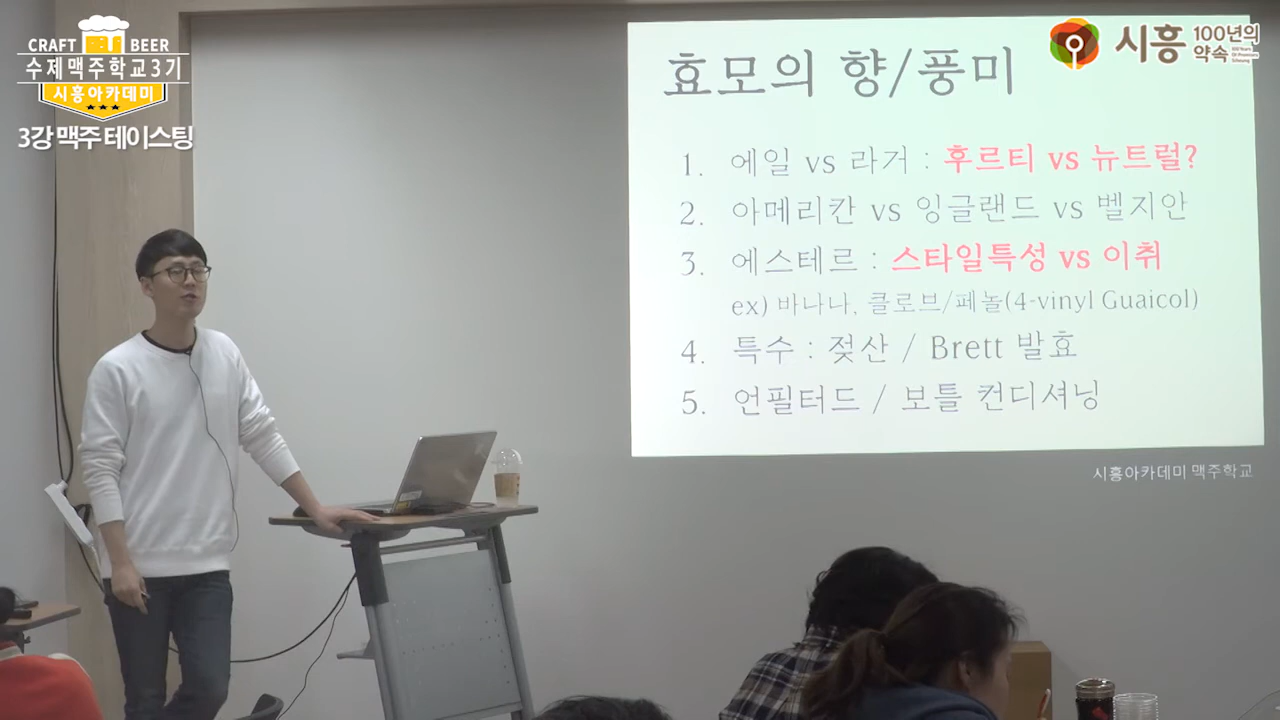 CRAFT BEER
수제맥주학교3기
시흥아카데미
3강 맥주 테이스팅
시흥 100년의 약속
효모의 향/풍미
1. 에일 vs 라거 : 후르티 vs 뉴트럴?
2. 아메리칸 vs 잉글랜드 vs 벨지안
3. 에스테르 : 스타일특성 vs 이취
ex) 바나나, 클로브/페놀(4-vinyl Guaicol)
4. 특수 : 젖산 / Brett 발효
5. 언필터드 / 보틀 컨디셔닝
시흥아카데미 맥주학교